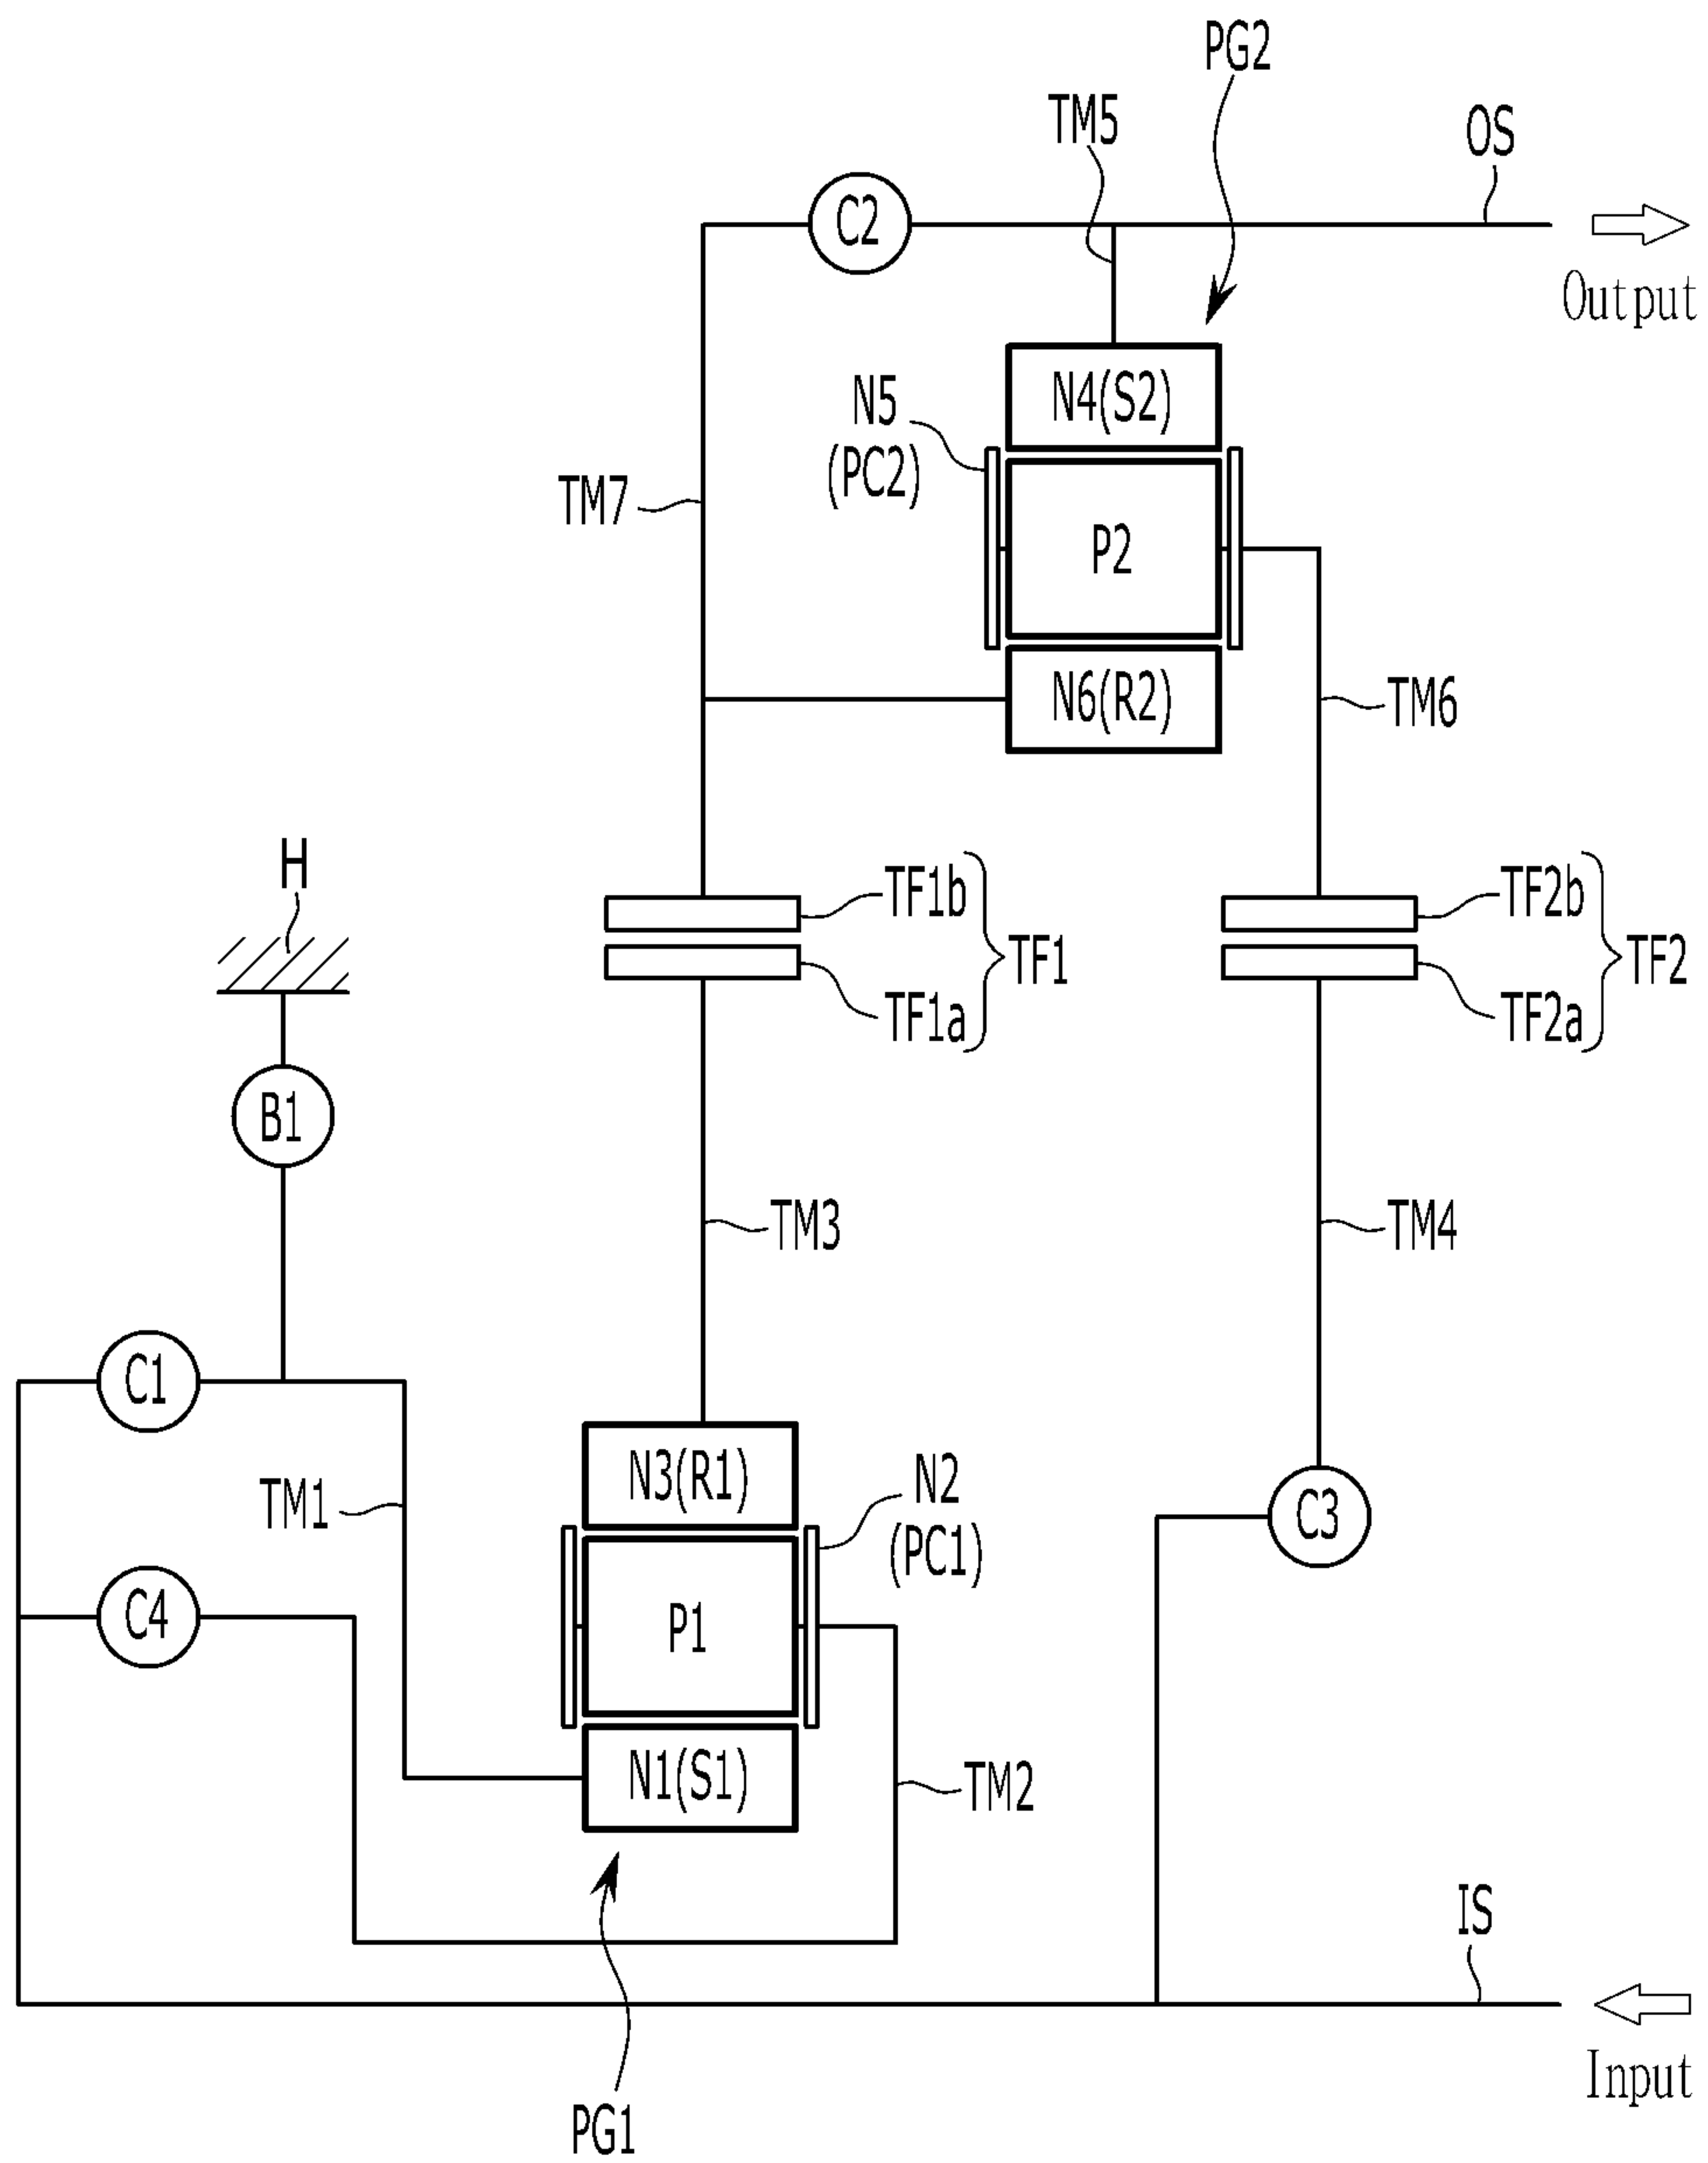 PG2
TM5
OS
C2
Output
N5
(PC2)
N4(S2)
TM7
P2
N6(R2)
TM6
H
TF1b
TF1
TF1a
TF2b
TF2
TF2a
B1
TM3
TM4
C1
TM1
N3(R1)
N2
(PC1)
C3
C4
P1
N1(S1)
TM2
IS
Input
PG1